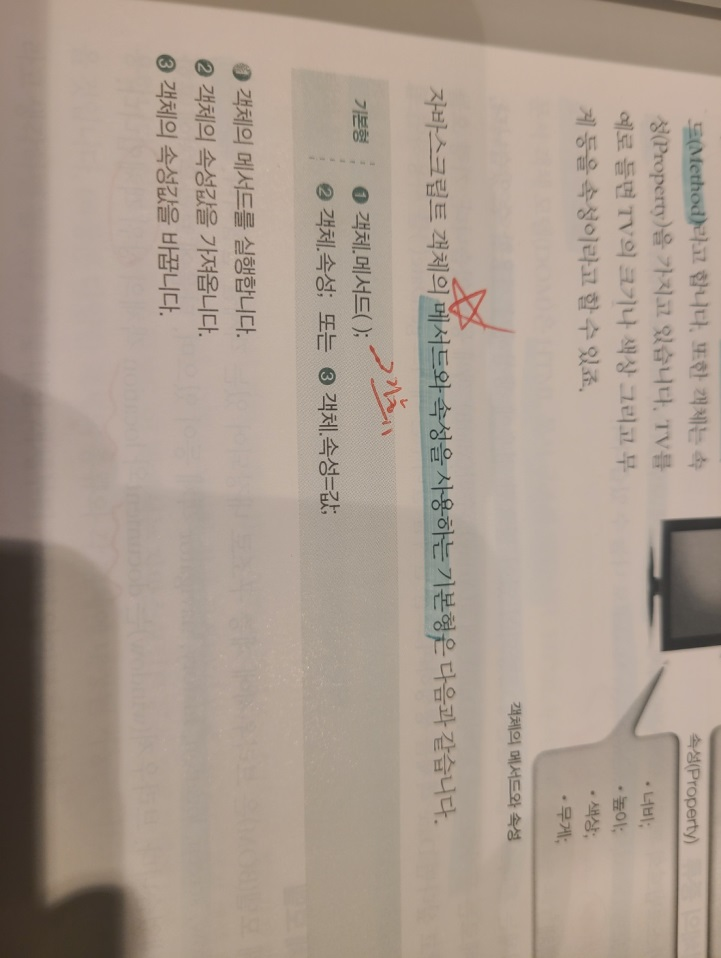 드(Method)라고 합니다. 또한 객체는 속
성(Property)을 가지고 있습니다. TV를
예로 들면 TV의 크기나 색상 그리고 무
게 등을 속성이라고 할 수 있죠.
속성(Property)
• 너비;
• 높이;
• 색상;
• 무게;
객체의 메서드와 속성
자바스크립트 객체의 메서드와 속성을 사용하는 기본형은 다음과 같습니다.
기본형
❶ 객체.메서드( );
❷ 객체.속성; 또는 ❸ 객체.속성=값;
❶ 객체의 메서드를 실행합니다.
❷ 객체의 속성값을 가져옵니다.
❸ 객체의 속성값을 바꿉니다.